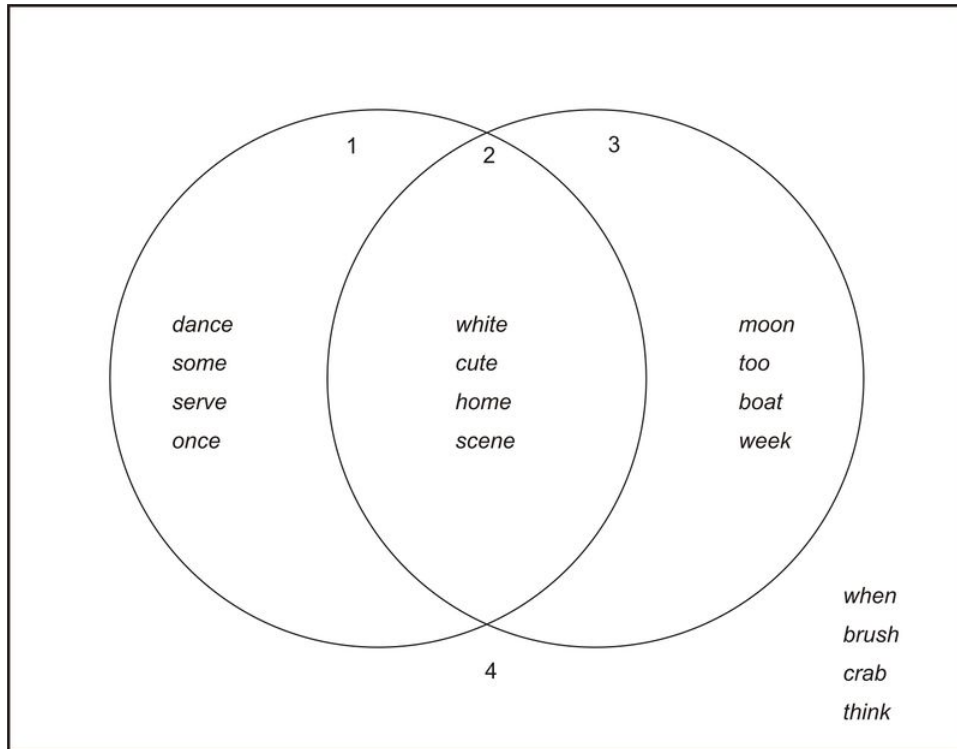 1
2
3
dance
some
serve
once
white
cute
home
scene
moon
too
boat
week
4
when
brush
crab
think